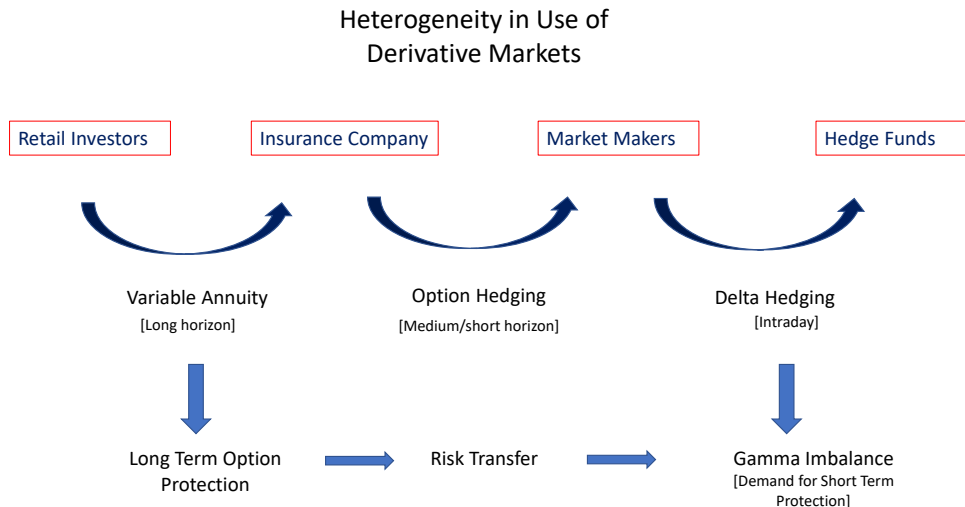 Heterogeneity in Use of
Derivative Markets
Retail Investors
Insurance Company
Market Makers
Hedge Funds
Variable Annuity
[Long horizon]
Option Hedging
[Medium/short horizon]
Delta Hedging
[Intraday]
Long Term Option
Protection
Risk Transfer
Gamma Imbalance
[Demand for Short Term
Protection]